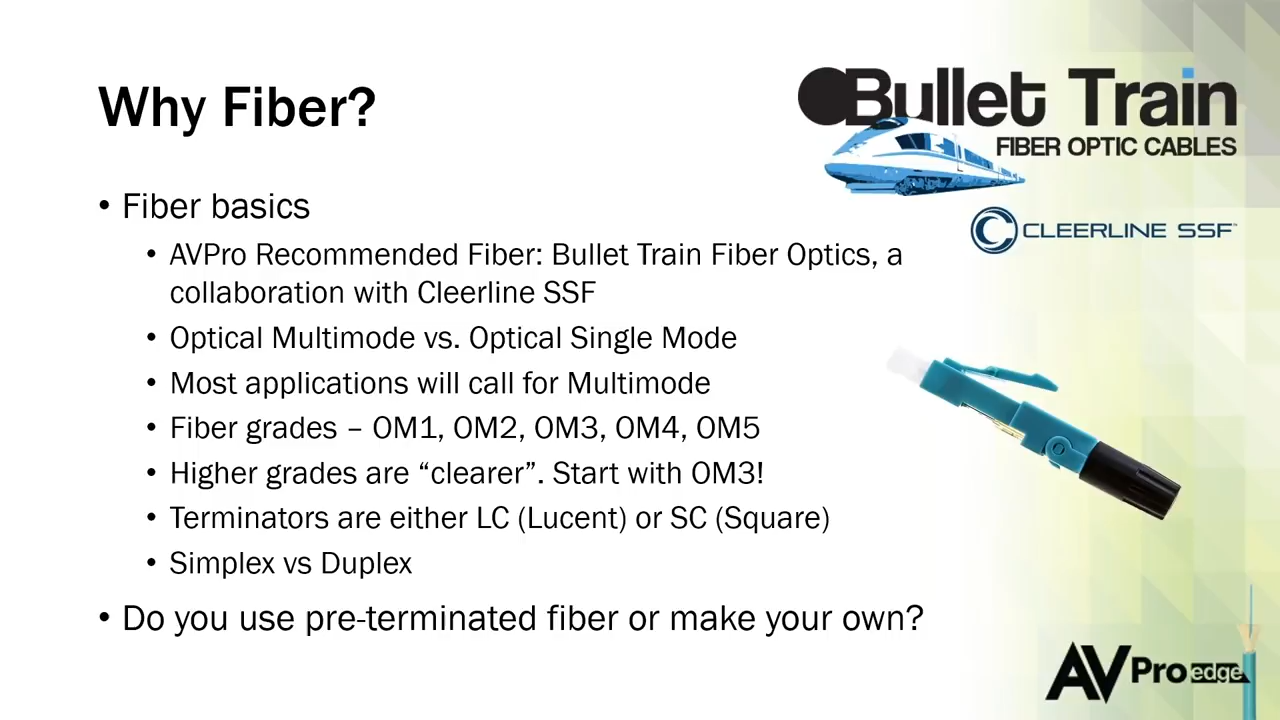 Why Fiber?
Bullet Train
FIBER OPTIC CABLES
CLEERLINE SSF™
• Fiber basics
• AVPro Recommended Fiber: Bullet Train Fiber Optics, a
collaboration with Cleerline SSF
• Optical Multimode vs. Optical Single Mode
• Most applications will call for Multimode
• Fiber grades – OM1, OM2, OM3, OM4, OM5
• Higher grades are “clearer”. Start with OM3!
• Terminators are either LC (Lucent) or SC (Square)
• Simplex vs Duplex
• Do you use pre-terminated fiber or make your own?
AVPro edge